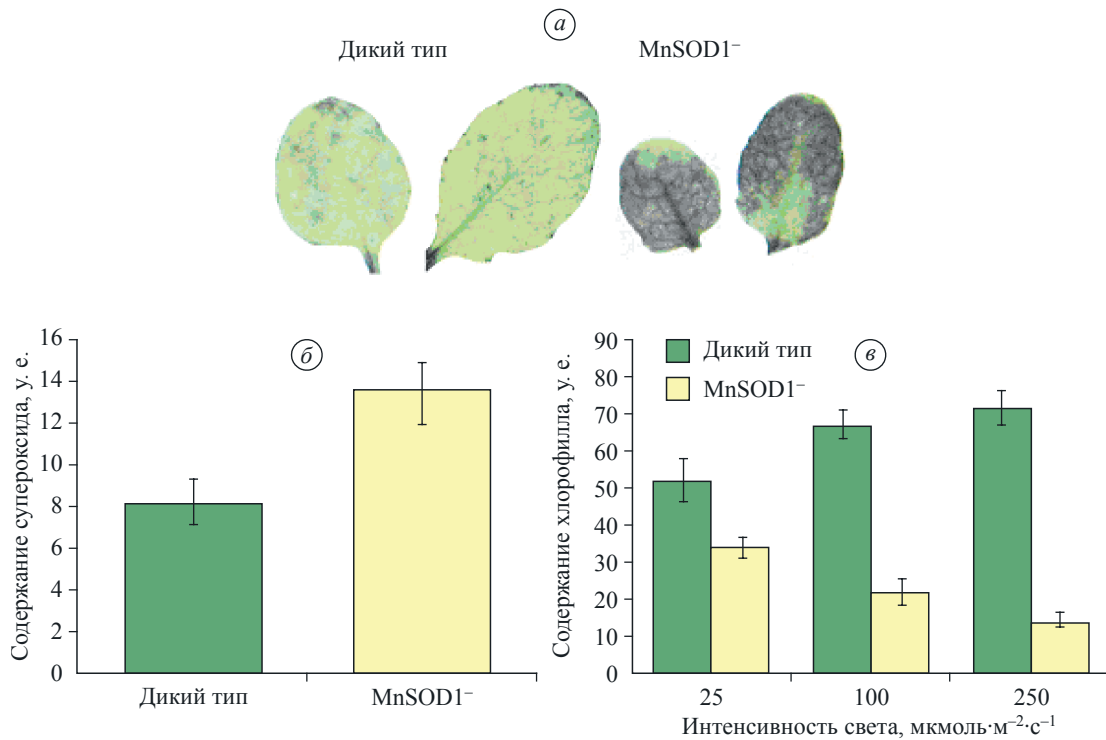 а
Дикий тип
MnSOD1⁻
б
Содержание супероксида, у. е.
16
14
12
10
8
6
4
2
0
Дикий тип
MnSOD1⁻
в
Дикий тип
MnSOD1⁻
Содержание хлорофилла, у. е.
90
80
70
60
50
40
30
20
10
0
25
100
250
Интенсивность света, мкмоль·м⁻²·с⁻¹